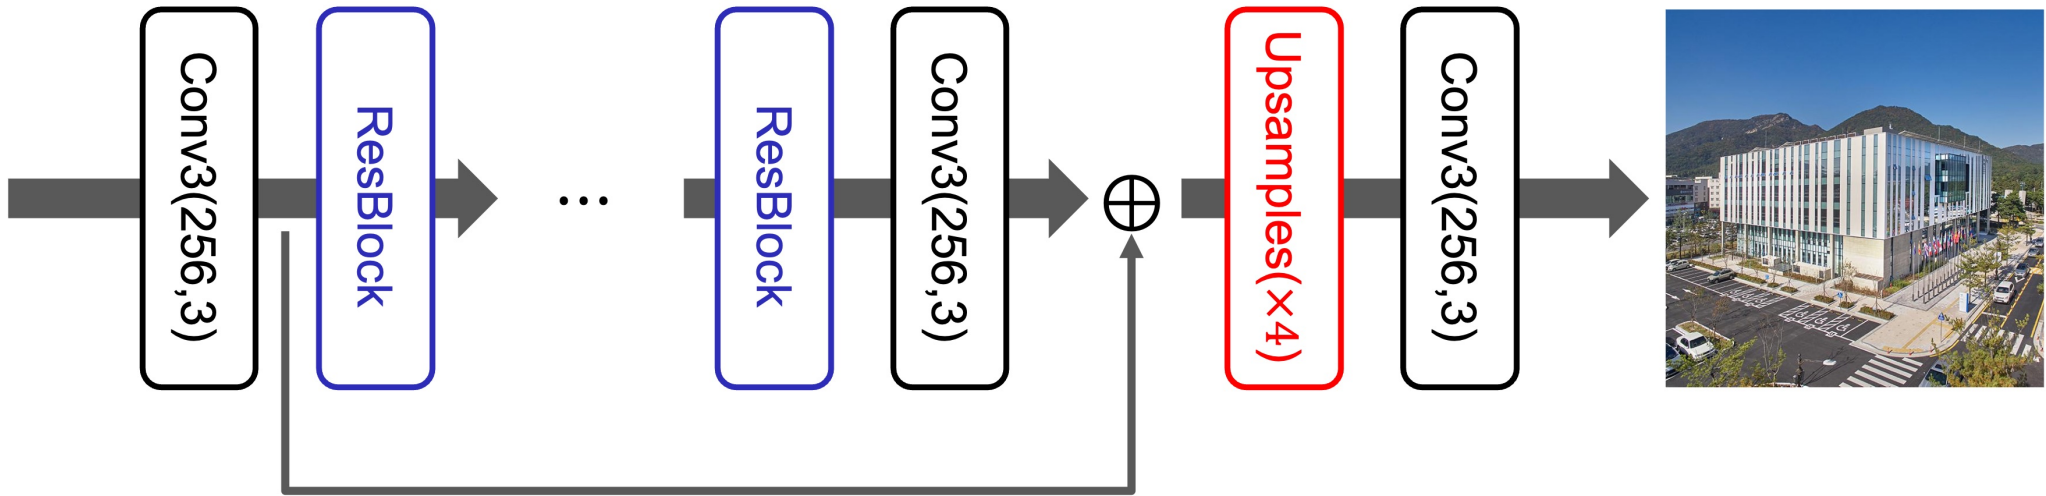 Conv3(256,3)
ResBlock
...
ResBlock
Conv3(256,3)
Upsamples(×4)
Conv3(256,3)